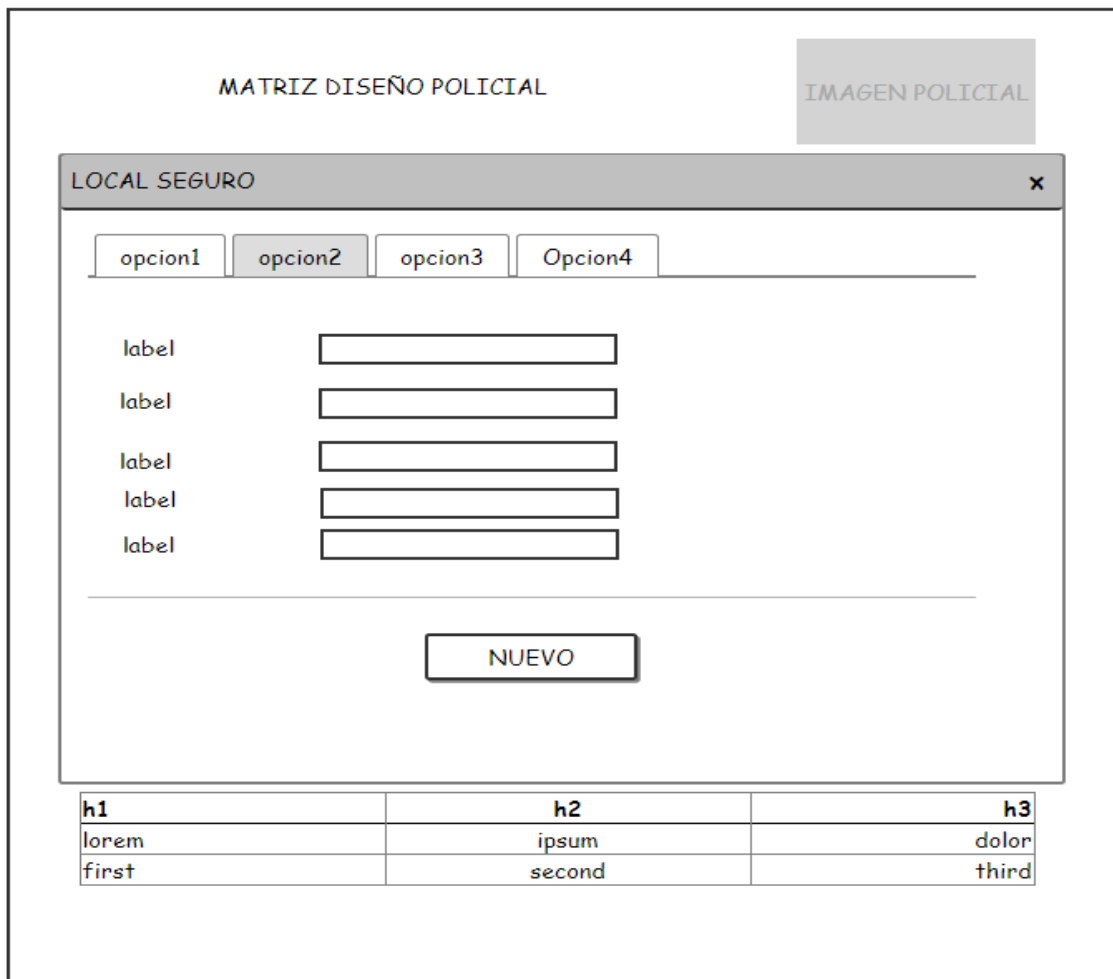 MATRIZ DISEÑO POLICIAL
IMAGEN POLICIAL
LOCAL SEGURO ×
opcion1 opcion2 opcion3 Opcion4
label
label
label
label
label
NUEVO
h1 h2 h3
lorem ipsum dolor
first second third